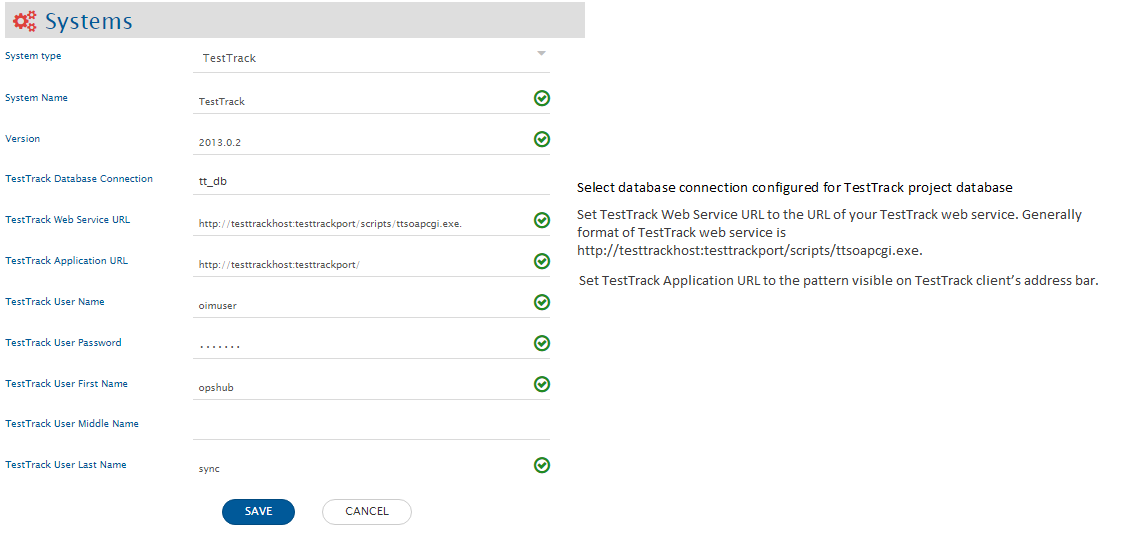 Systems
System type
TestTrack
System Name
TestTrack
Version
2013.0.2
TestTrack Database Connection
tt_db
Select database connection configured for TestTrack project database
TestTrack Web Service URL
http://testtrackhost:testtrackport/scripts/ttsoapcgi.exe.
Set TestTrack Web Service URL to the URL of your TestTrack web service. Generally
format of TestTrack web service is
http://testtrackhost:testtrackport/scripts/ttsoapcgi.exe.
TestTrack Application URL
http://testtrackhost:testtrackport/
Set TestTrack Application URL to the pattern visible on TestTrack client’s address bar.
TestTrack User Name
oimuser
TestTrack User Password
.......
TestTrack User First Name
opshub
TestTrack User Middle Name
TestTrack User Last Name
sync
SAVE
CANCEL